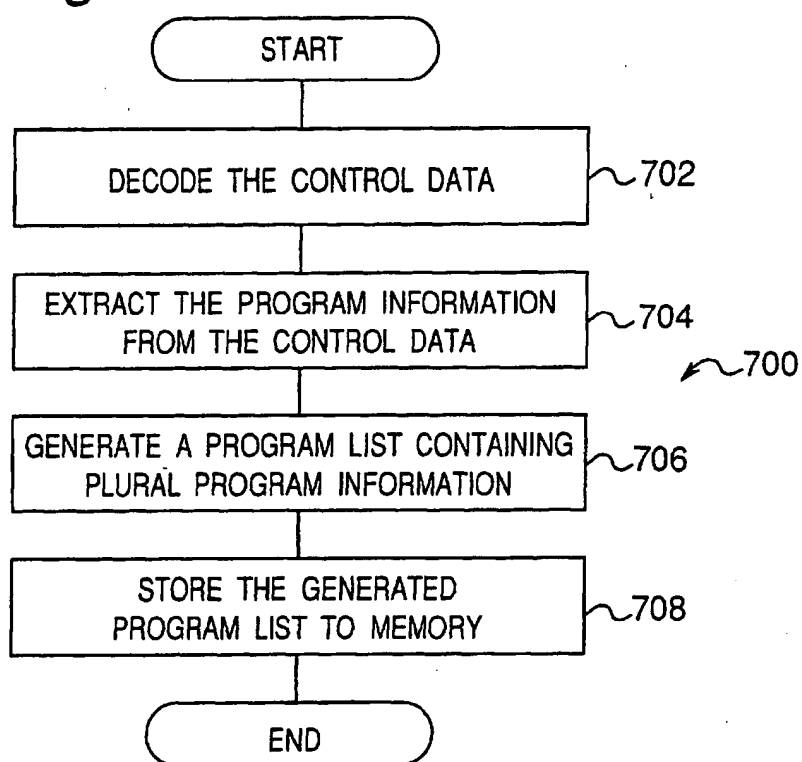 START
DECODE THE CONTROL DATA
702
EXTRACT THE PROGRAM INFORMATION
FROM THE CONTROL DATA
704
700
GENERATE A PROGRAM LIST CONTAINING
PLURAL PROGRAM INFORMATION
706
STORE THE GENERATED
PROGRAM LIST TO MEMORY
708
END